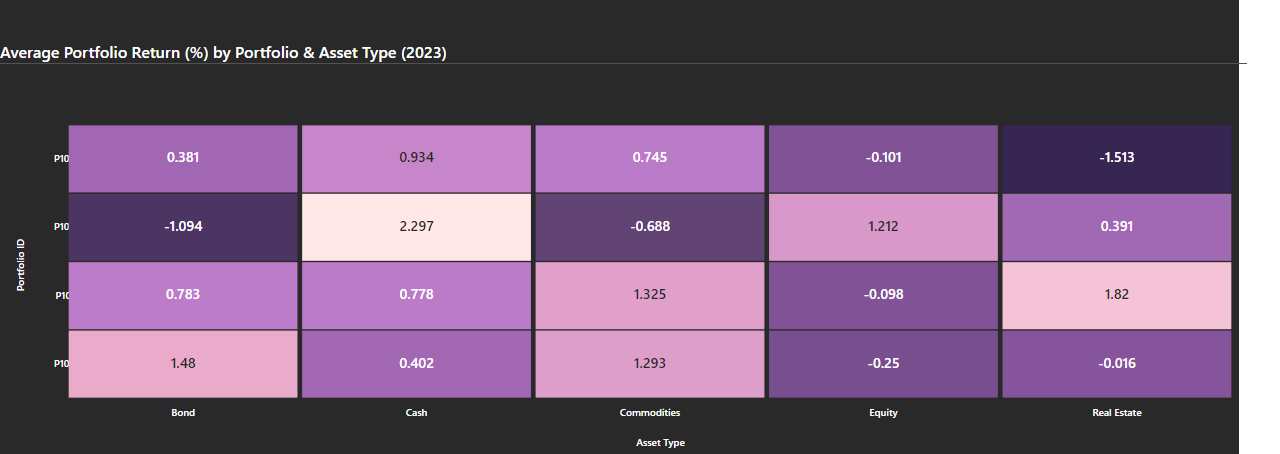 Average Portfolio Return (%) by Portfolio & Asset Type (2023)
P10 0.381 0.934 0.745 -0.101 -1.513
P10 -1.094 2.297 -0.688 1.212 0.391
P10 0.783 0.778 1.325 -0.098 1.82
P10 1.48 0.402 1.293 -0.25 -0.016
Portfolio ID
Bond Cash Commodities Equity Real Estate
Asset Type